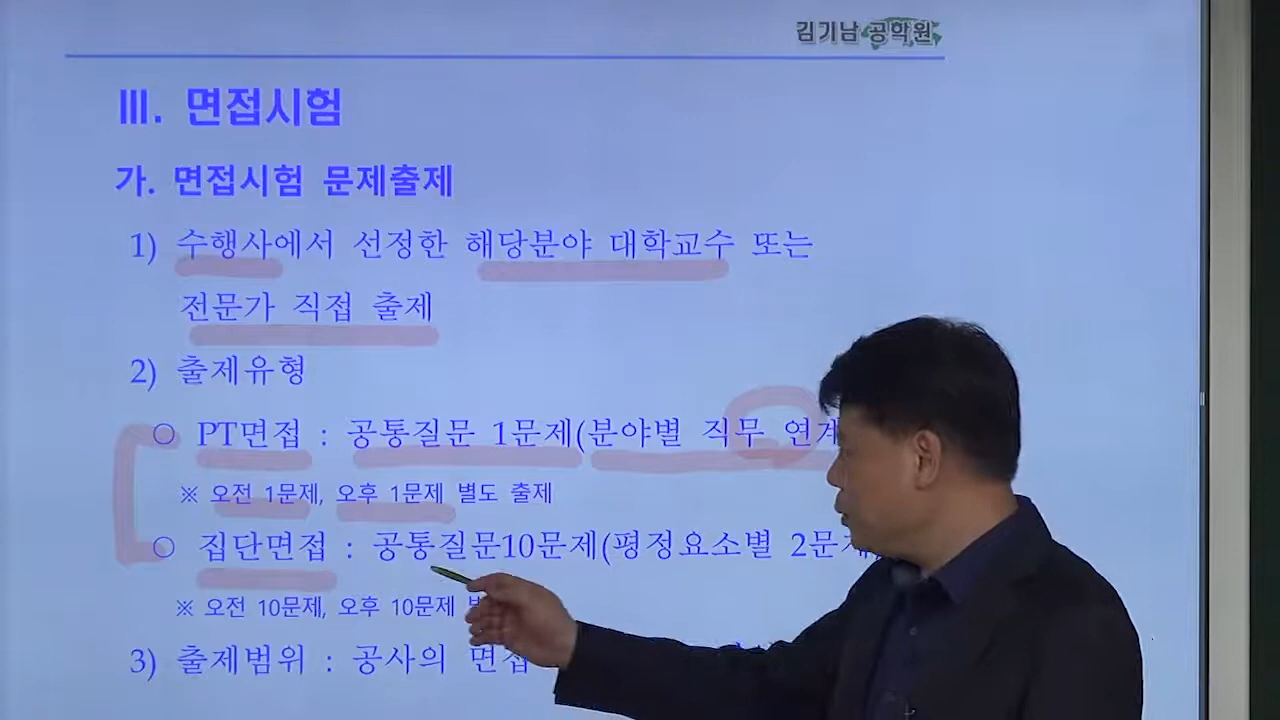 김기남 공학원
III. 면접시험
가. 면접시험 문제출제
1) 수행사에서 선정한 해당분야 대학교수 또는
전문가 직접 출제
2) 출제유형
○ PT면접 : 공통질문 1문제(분야별 직무 연계
※ 오전 1문제, 오후 1문제 별도 출제
○ 집단면접 : 공통질문10문제(평정요소별 2문제
※ 오전 10문제, 오후 10문제
3) 출제범위 : 공사의 면접